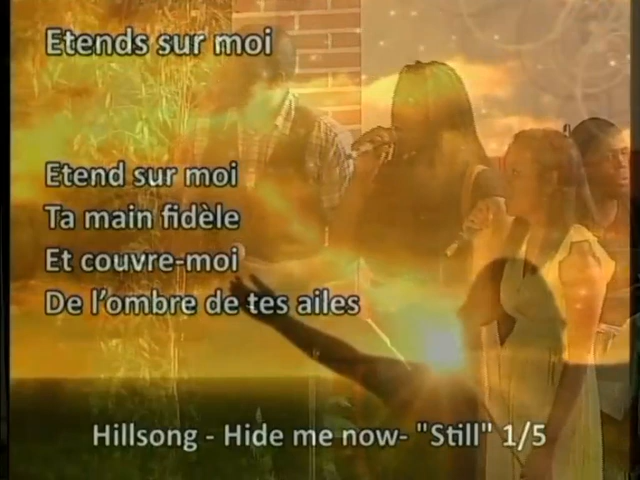 Etends sur moi
Etend sur moi
Ta main fidèle
Et couvre-moi
De l'ombre de tes ailes
Hillsong - Hide me now- "Still" 1/5